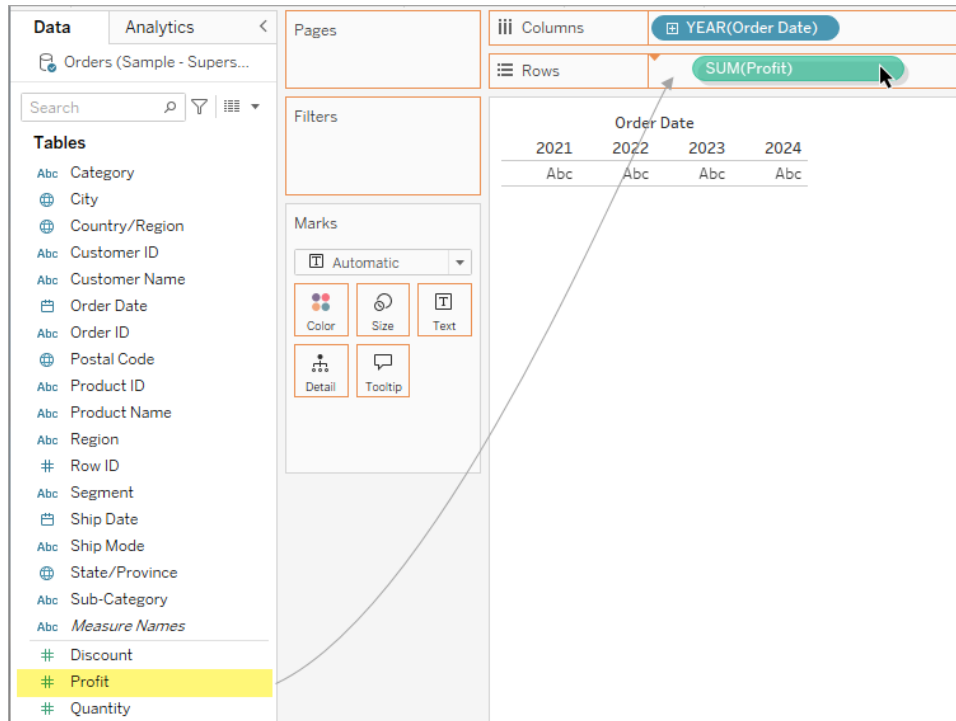 Data
Analytics
Orders (Sample - Supers...
Search
Tables
Abc Category
City
Country/Region
Abc Customer ID
Abc Customer Name
Order Date
Abc Order ID
Postal Code
Abc Product ID
Abc Product Name
Abc Region
# Row ID
Abc Segment
Ship Date
Abc Ship Mode
State/Province
Abc Sub-Category
Abc Measure Names
# Discount
# Profit
# Quantity
Pages
Filters
Marks
T Automatic
Color
Size
T
Text
Detail
Tooltip
Columns
YEAR(Order Date)
Rows
SUM(Profit)
Order Date
2021 2022 2023 2024
Abc Abc Abc Abc